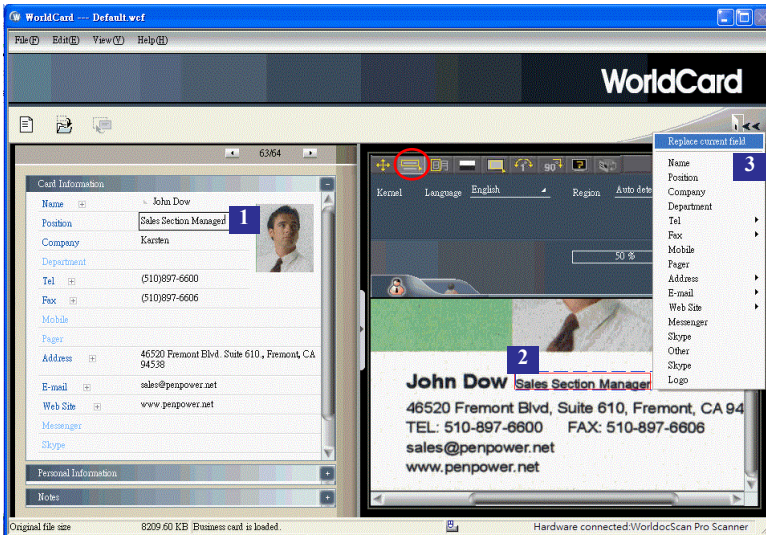 WorldCard --- Default.wcf
File(F) Edit(E) View(V) Help(H)
WorldCard
63/64
Card Information
Name John Dow
Position Sales Section Manager
1
Company Karsten
Department
Tel (510)897-6600
Fax (510)897-6606
Mobile
Pager
Address 46520 Fremont Blvd. Suite 610., Fremont, CA
94538
E-mail sales@penpower.net
Web Site www.penpower.net
Messenger
Skype
Personal Information
Notes
90°
Kernel Language English Region Auto dete
50 %
2
John Dow Sales Section Manager
46520 Fremont Blvd, Suite 610, Fremont, CA 94
TEL: 510-897-6600 FAX: 510-897-6606
sales@penpower.net
www.penpower.net
Replace current field
3
Name
Position
Company
Department
Tel
Fax
Mobile
Pager
Address
E-mail
Web Site
Messenger
Skype
Other
Skype
Logo
Original file size 8209.60 KB Business card is loaded. Hardware connected:WorldocScan Pro Scanner